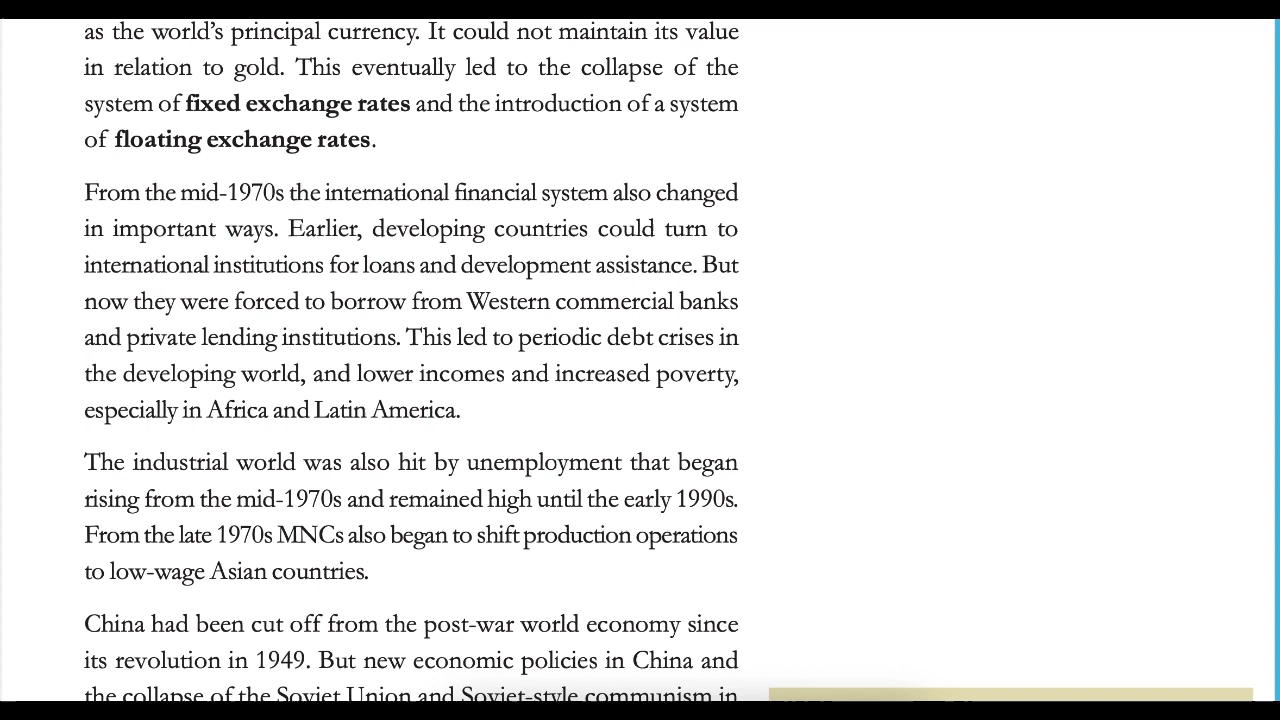 as the world's principal currency. It could not maintain its value
in relation to gold. This eventually led to the collapse of the
system of fixed exchange rates and the introduction of a system
of floating exchange rates.
From the mid-1970s the international financial system also changed
in important ways. Earlier, developing countries could turn to
international institutions for loans and development assistance. But
now they were forced to borrow from Western commercial banks
and private lending institutions. This led to periodic debt crises in
the developing world, and lower incomes and increased poverty,
especially in Africa and Latin America.
The industrial world was also hit by unemployment that began
rising from the mid-1970s and remained high until the early 1990s.
From the late 1970s MNCs also began to shift production operations
to low-wage Asian countries.
China had been cut off from the post-war world economy since
its revolution in 1949. But new economic policies in China and
the collapse of the Soviet Union and Soviet-style communism in